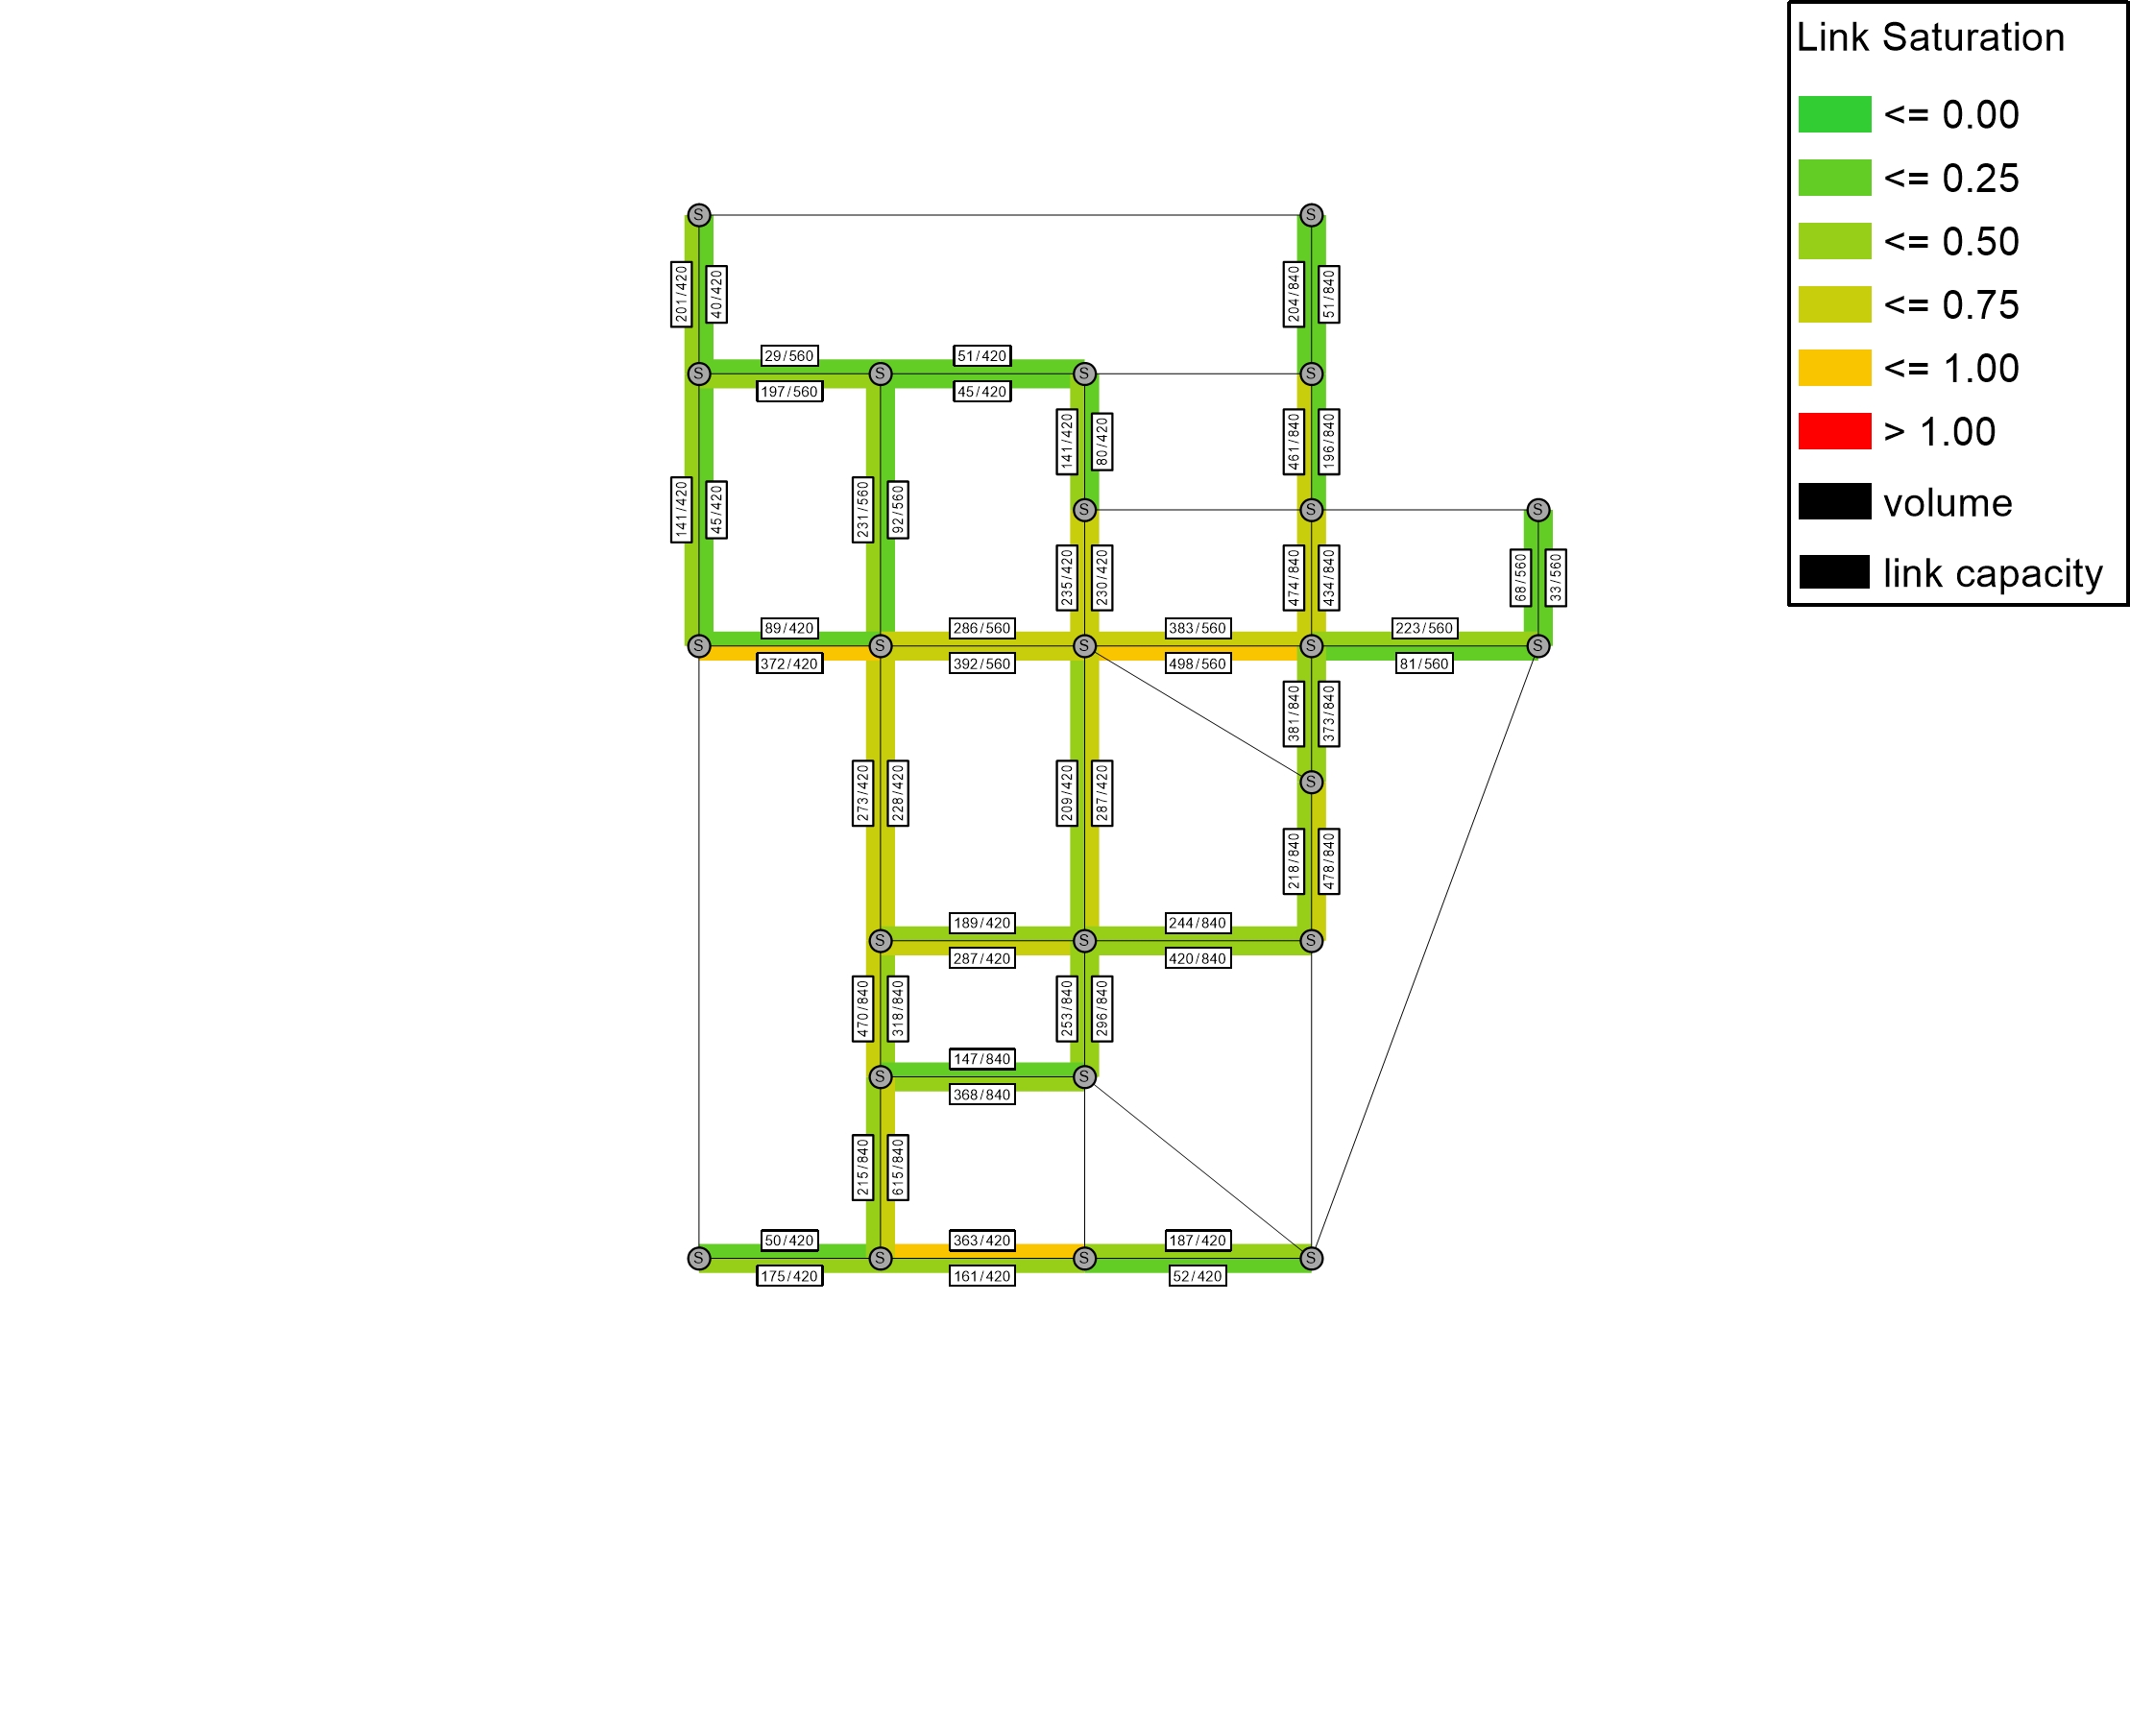 Link Saturation
<= 0.00
<= 0.25
<= 0.50
<= 0.75
<= 1.00
> 1.00
volume
link capacity
S
S
201/420
40/420
204/840
51/840
29/560
51/420
S
S
S
S
197/560
45/420
141/420
80/420
461/840
196/840
141/420
45/420
231/560
92/560
S
S
S
235/420
230/420
474/840
434/840
68/560
33/560
89/420
286/560
383/560
223/560
S
S
S
S
S
372/420
392/560
498/560
81/560
381/840
373/840
S
273/420
228/420
209/420
287/420
218/840
478/840
189/420
244/840
S
S
S
287/420
420/840
470/840
318/840
253/840
296/840
147/840
S
S
368/840
215/840
615/840
50/420
363/420
187/420
S
S
S
S
175/420
161/420
52/420